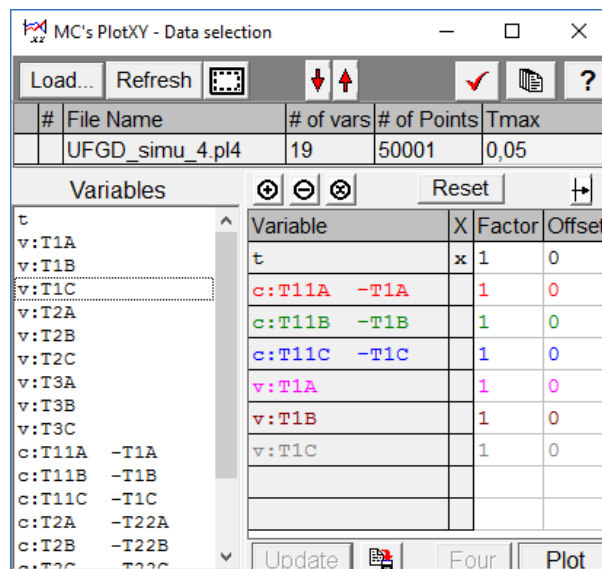 MC's PlotXY - Data selection
Load... Refresh ?
# File Name # of vars # of Points Tmax
UFGD_simu_4.pl4 19 50001 0,05
Variables Reset
t
v:T1A
v:T1B
v:T1C
v:T2A
v:T2B
v:T2C
v:T3A
v:T3B
v:T3C
c:T11A -T1A
c:T11B -T1B
c:T11C -T1C
c:T2A -T22A
c:T2B -T22B
c:T2C -T22C
Variable X Factor Offset
t x 1 0
c:T11A -T1A 1 0
c:T11B -T1B 1 0
c:T11C -T1C 1 0
v:T1A 1 0
v:T1B 1 0
v:T1C 1 0
Update Four Plot